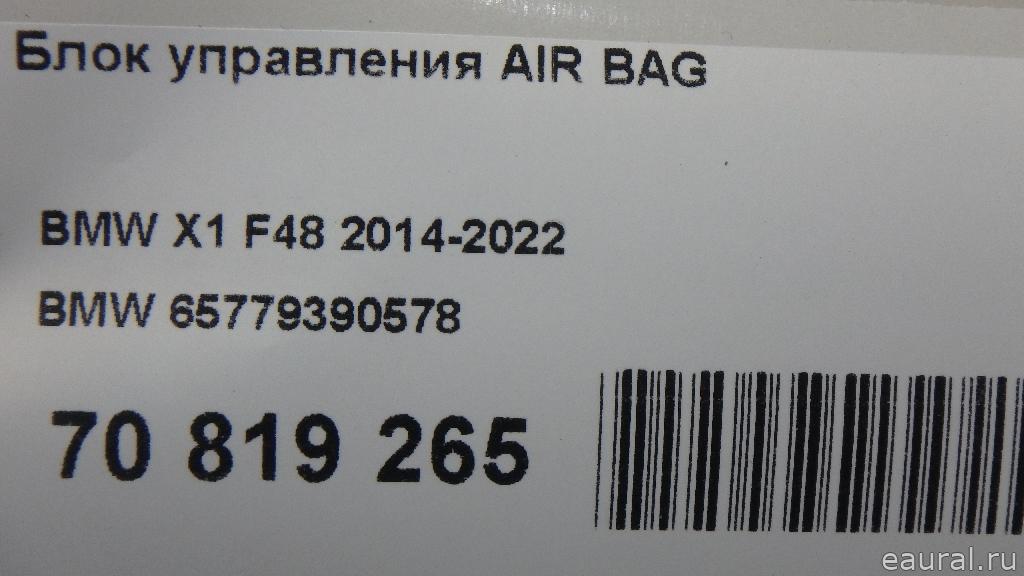 Блок управления AIR BAG
BMW X1 F48 2014-2022
BMW 65779390578
70 819 265
eaural.ru